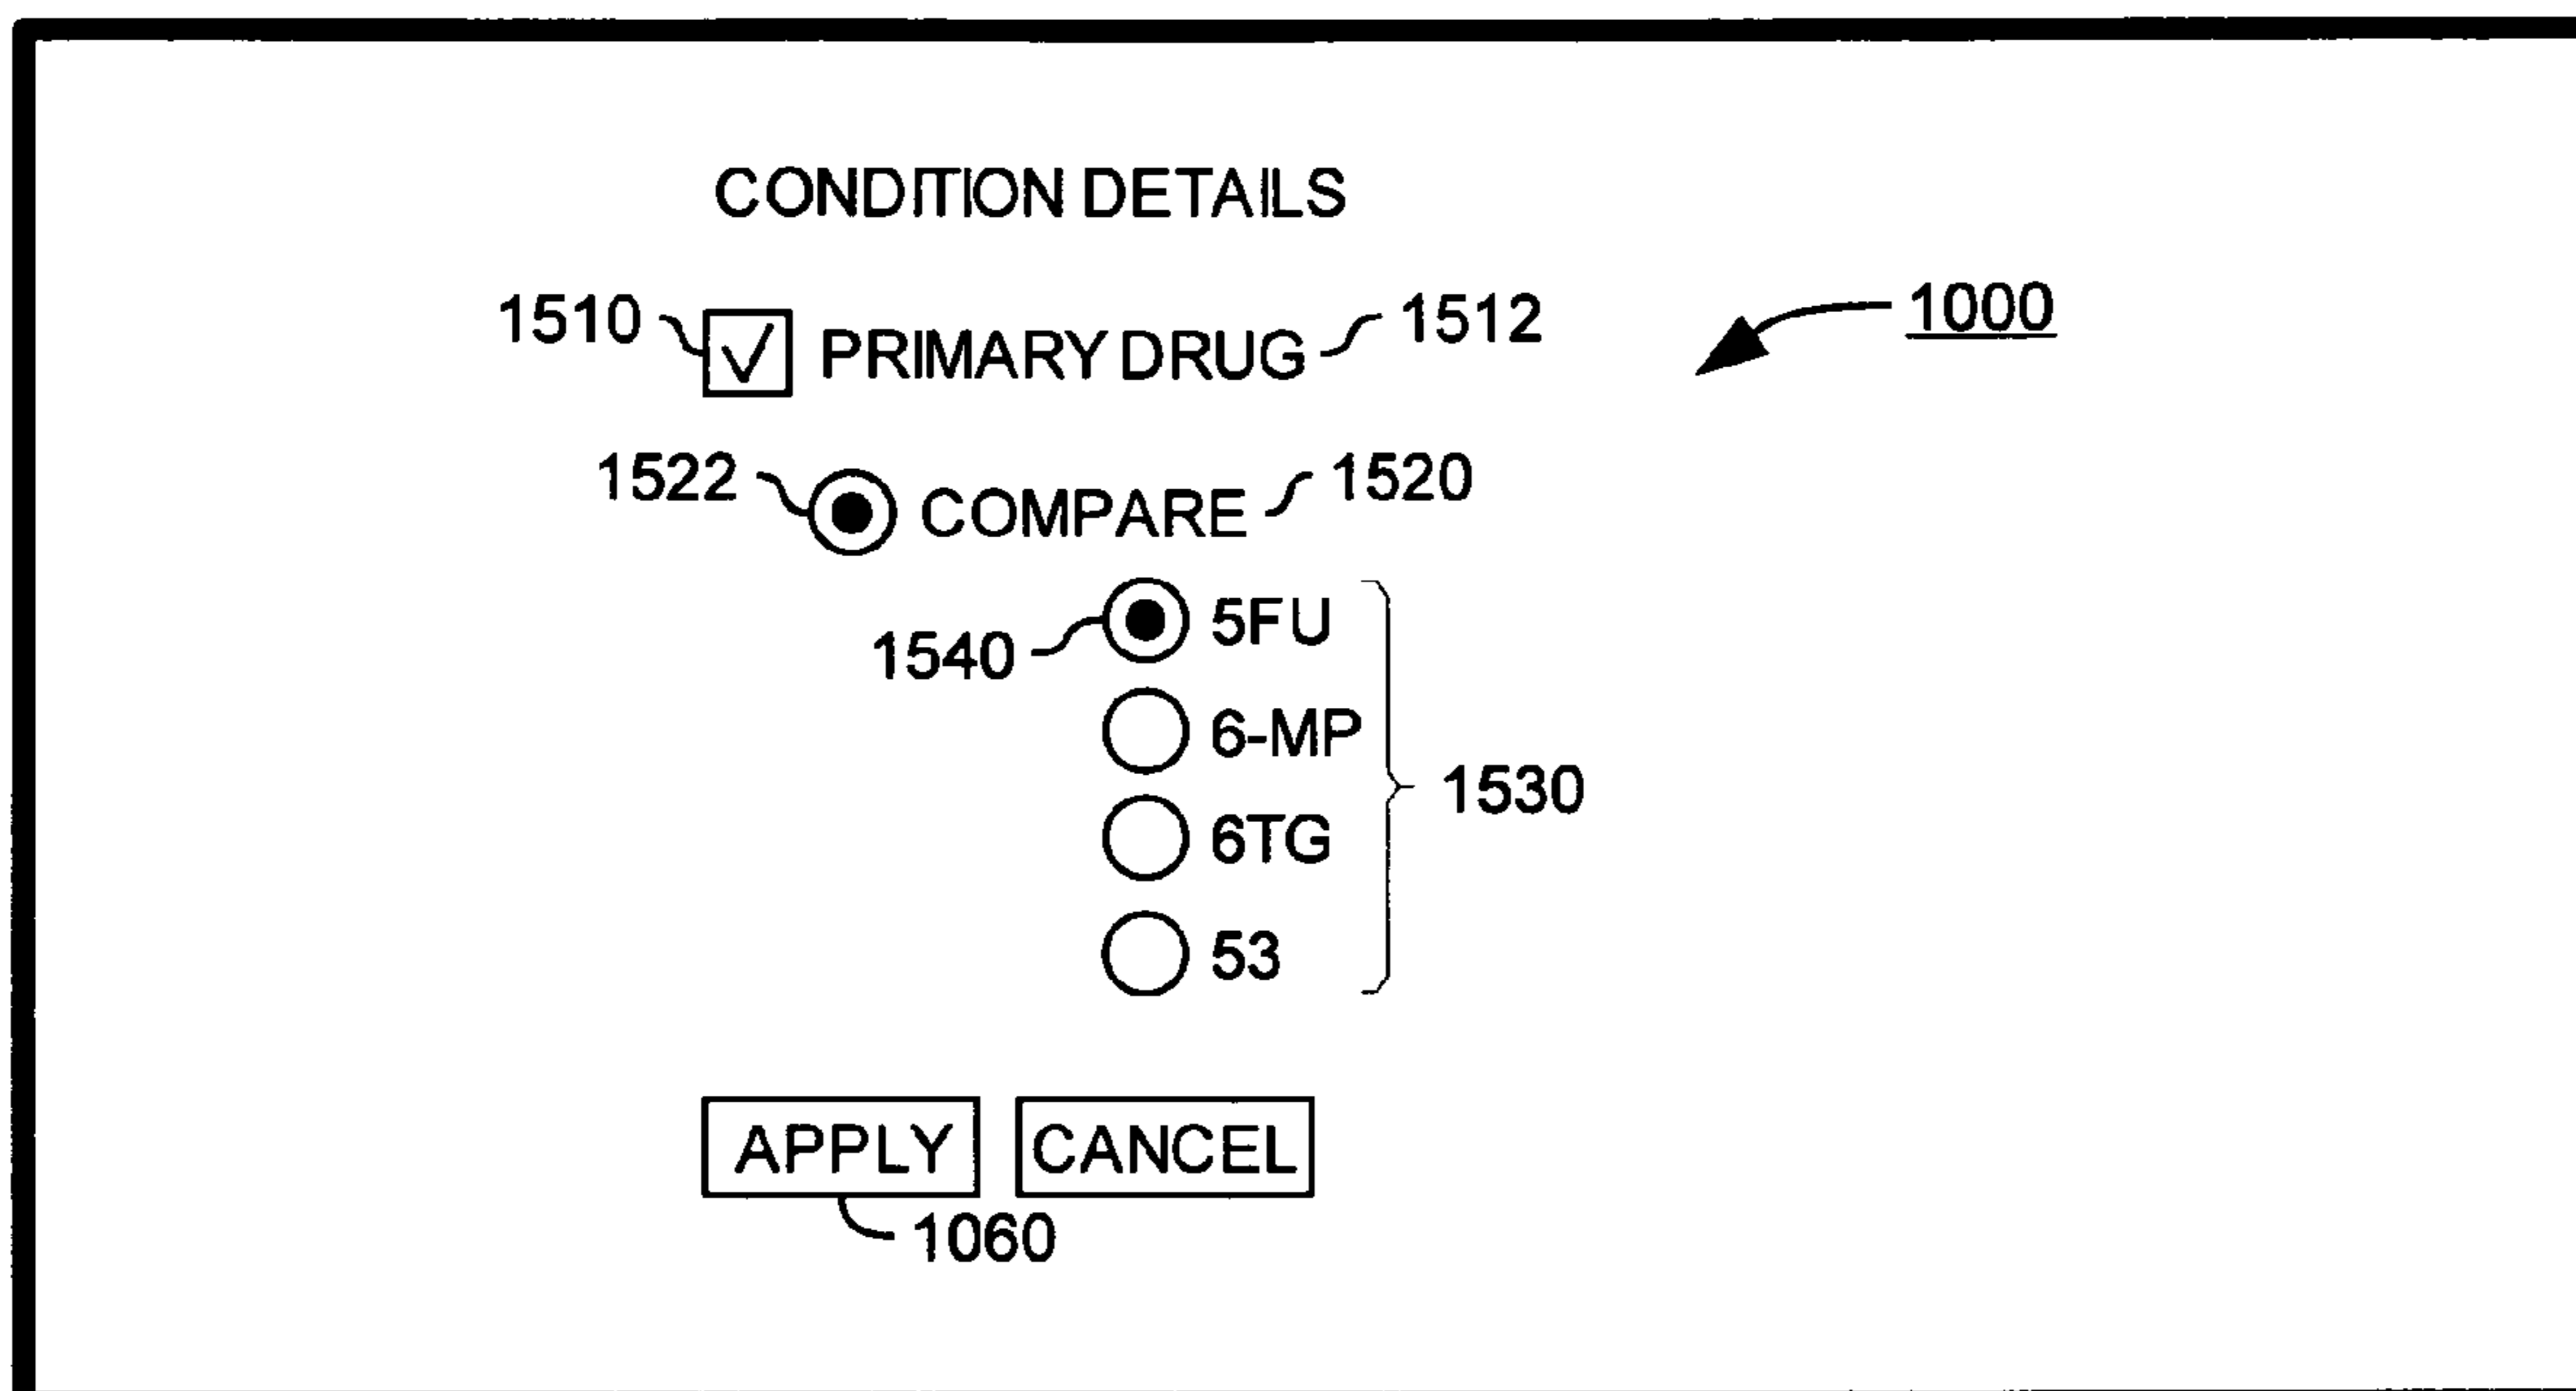 CONDITION DETAILS
1510 PRIMARY DRUG 1512
1000
1522 COMPARE 1520
1540 5FU
6-MP
6TG
53
1530
APPLY CANCEL
1060